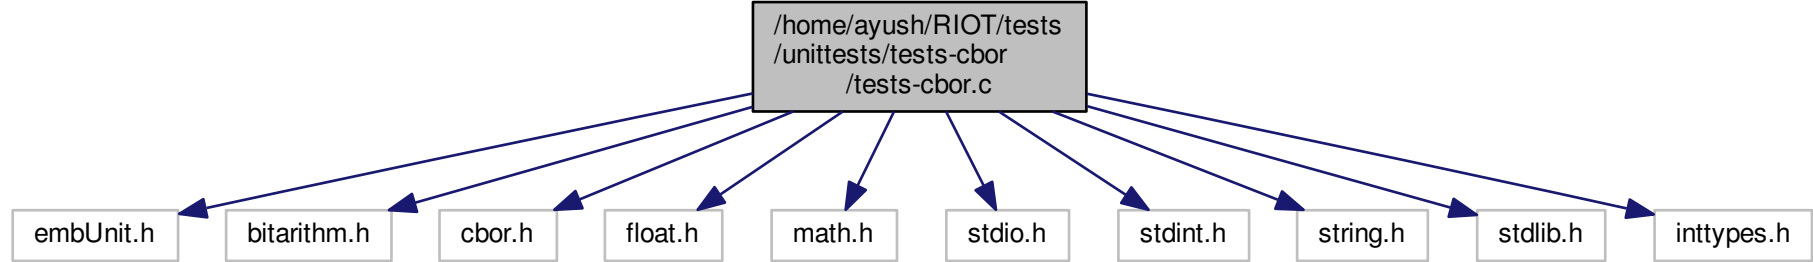 /home/ayush/RIOT/tests
/unittests/tests-cbor
/tests-cbor.c
embUnit.h
bitarithm.h
cbor.h
float.h
math.h
stdio.h
stdint.h
string.h
stdlib.h
inttypes.h